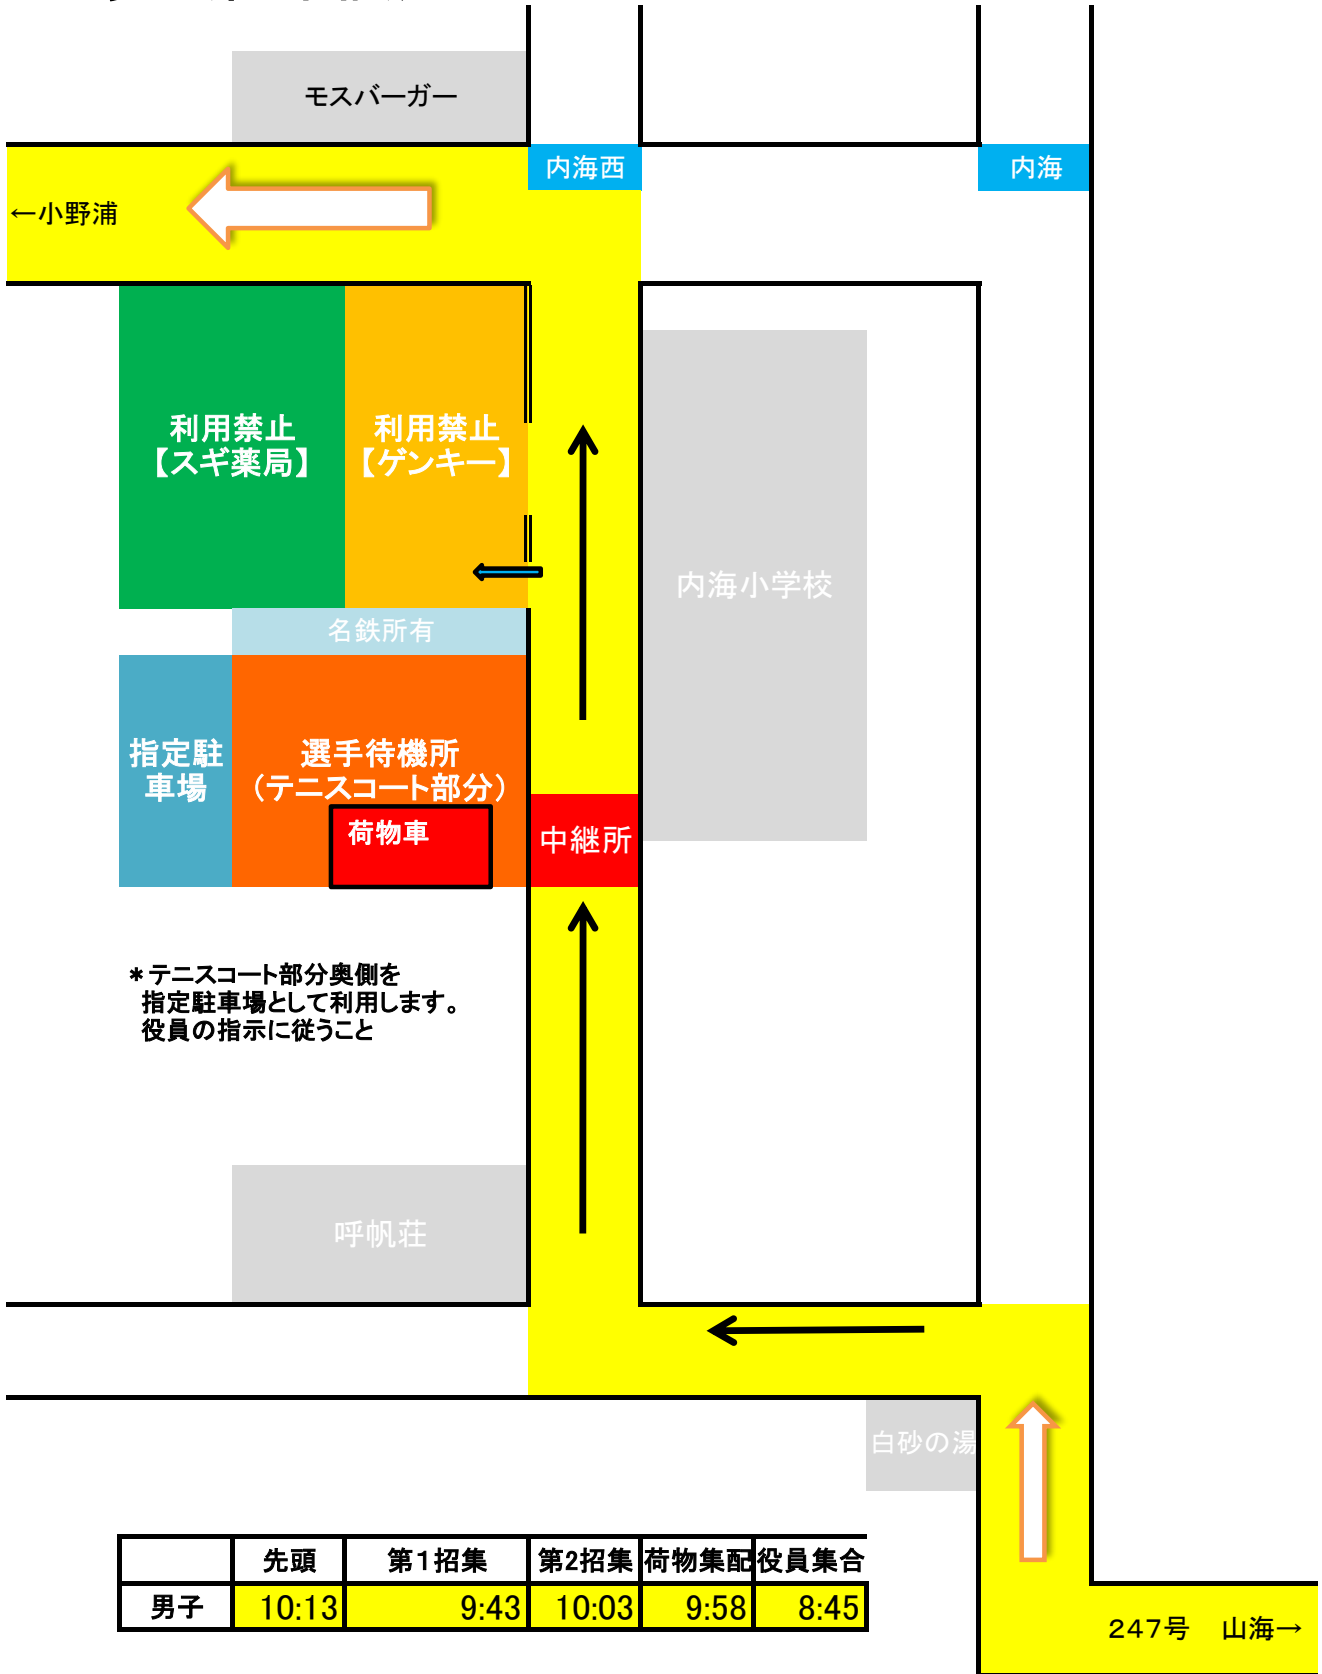 モスバーガー
内海西
内海
←小野浦
利用禁止
【スギ薬局】
利用禁止
【ゲンキー】
内海小学校
名鉄所有
指定駐
車場
選手待機所
（テニスコート部分）
荷物車
中継所
＊テニスコート部分奥側を
指定駐車場として利用します。
役員の指示に従うこと
呼帆荘
白砂の湯
先頭 第１招集 第2招集 荷物集配 役員集合
男子 10:13 9:43 10:03 9:58 8:45
２４７号　山海→